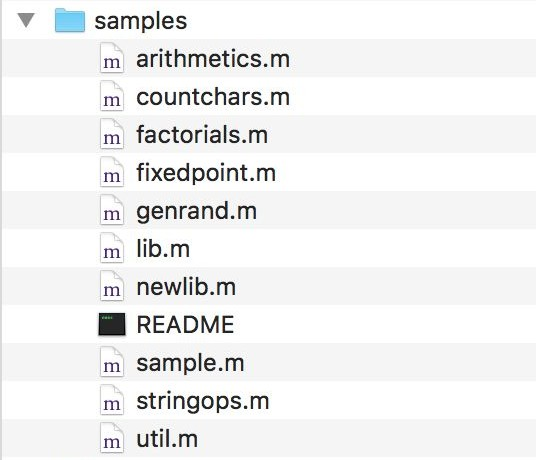 samples
arithmetics.m
countchars.m
factorials.m
fixedpoint.m
genrand.m
lib.m
newlib.m
README
sample.m
stringops.m
util.m